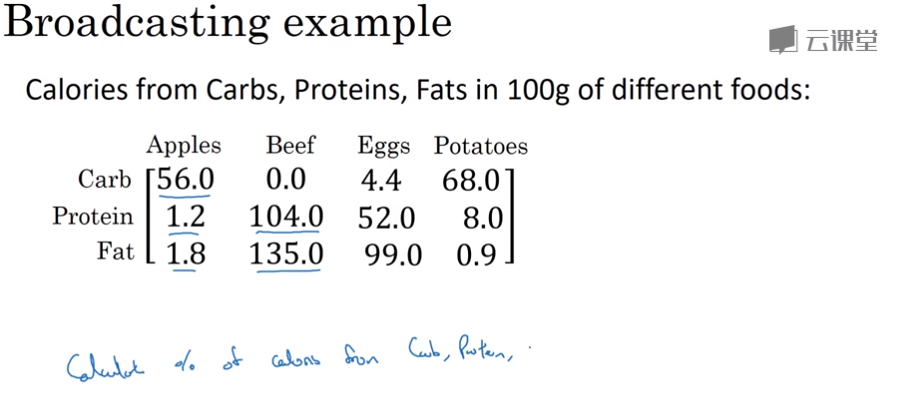 Broadcasting example
云课堂
Calories from Carbs, Proteins, Fats in 100g of different foods:
Apples Beef Eggs Potatoes
Carb 56.0 0.0 4.4 68.0
Protein 1.2 104.0 52.0 8.0
Fat 1.8 135.0 99.0 0.9
% of from Carb, Protein,